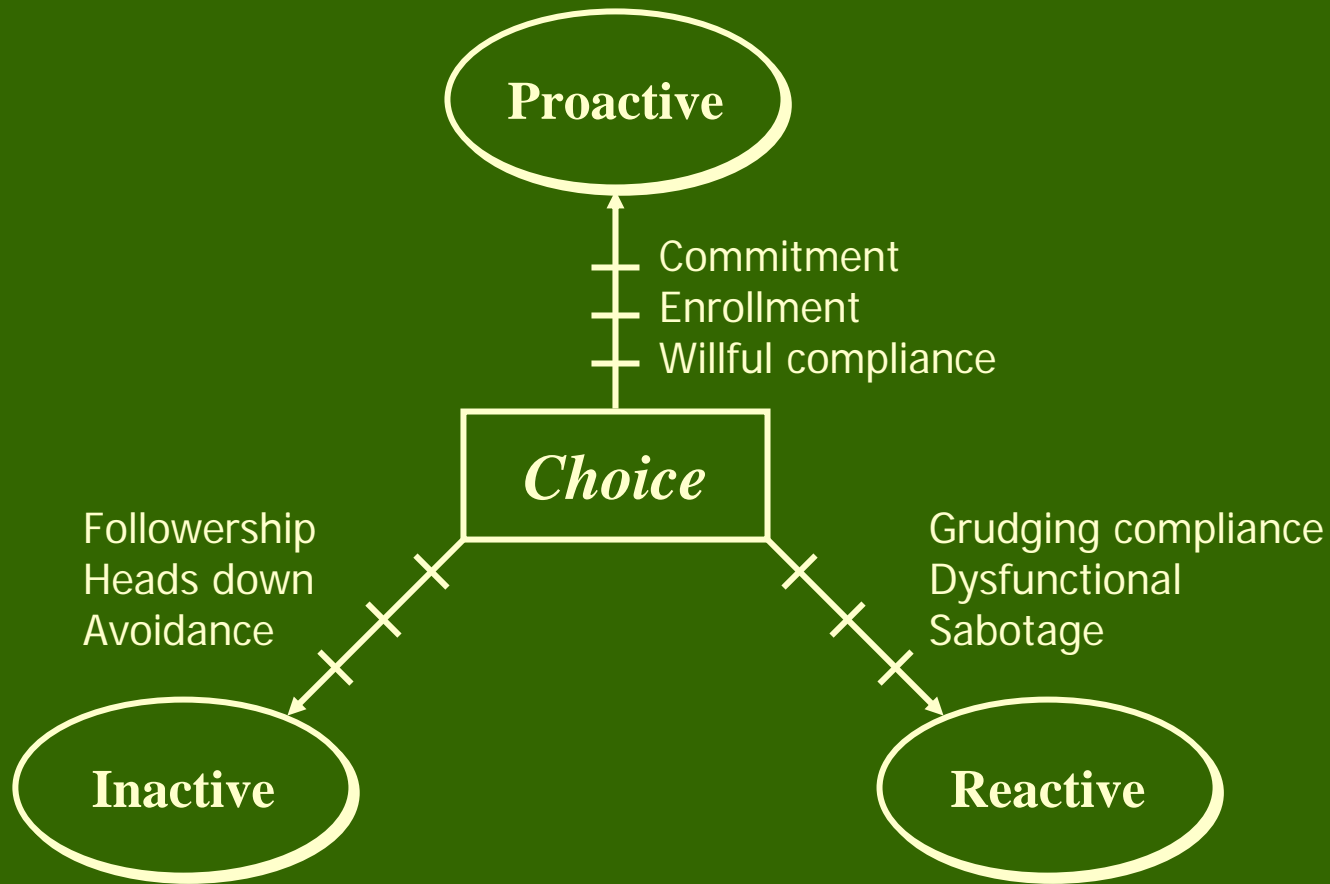 Proactive
Commitment
Enrollment
Willful compliance
Choice
Followership
Heads down
Avoidance
Grudging compliance
Dysfunctional
Sabotage
Inactive
Reactive